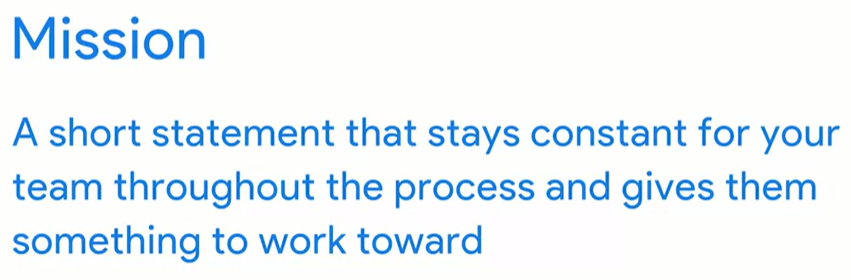 Mission
A short statement that stays constant for your
team throughout the process and gives them
something to work toward